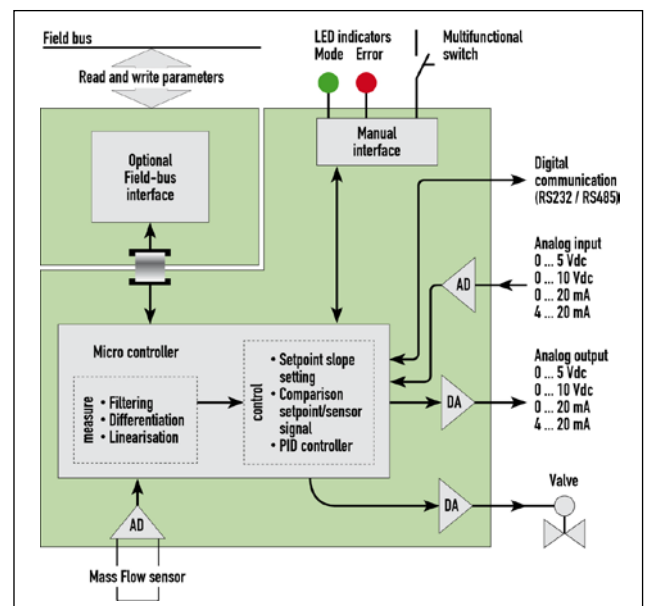 Field bus
Read and write parameters
LED indicators
Mode Error
Multifunctional
switch
Optional
Field-bus
interface
Manual
interface
Digital
communication
(RS232 / RS485)
Analog input
0 ... 5 Vdc
0 ... 10 Vdc
0 ... 20 mA
4 ... 20 mA
AD
Micro controller
measure
• Filtering
• Differentiation
• Linearisation
control
• Setpoint slope
setting
• Comparison
setpoint/sensor
signal
• PID controller
DA
Analog output
0 ... 5 Vdc
0 ... 10 Vdc
0 ... 20 mA
4 ... 20 mA
DA
Valve
AD
Mass Flow sensor